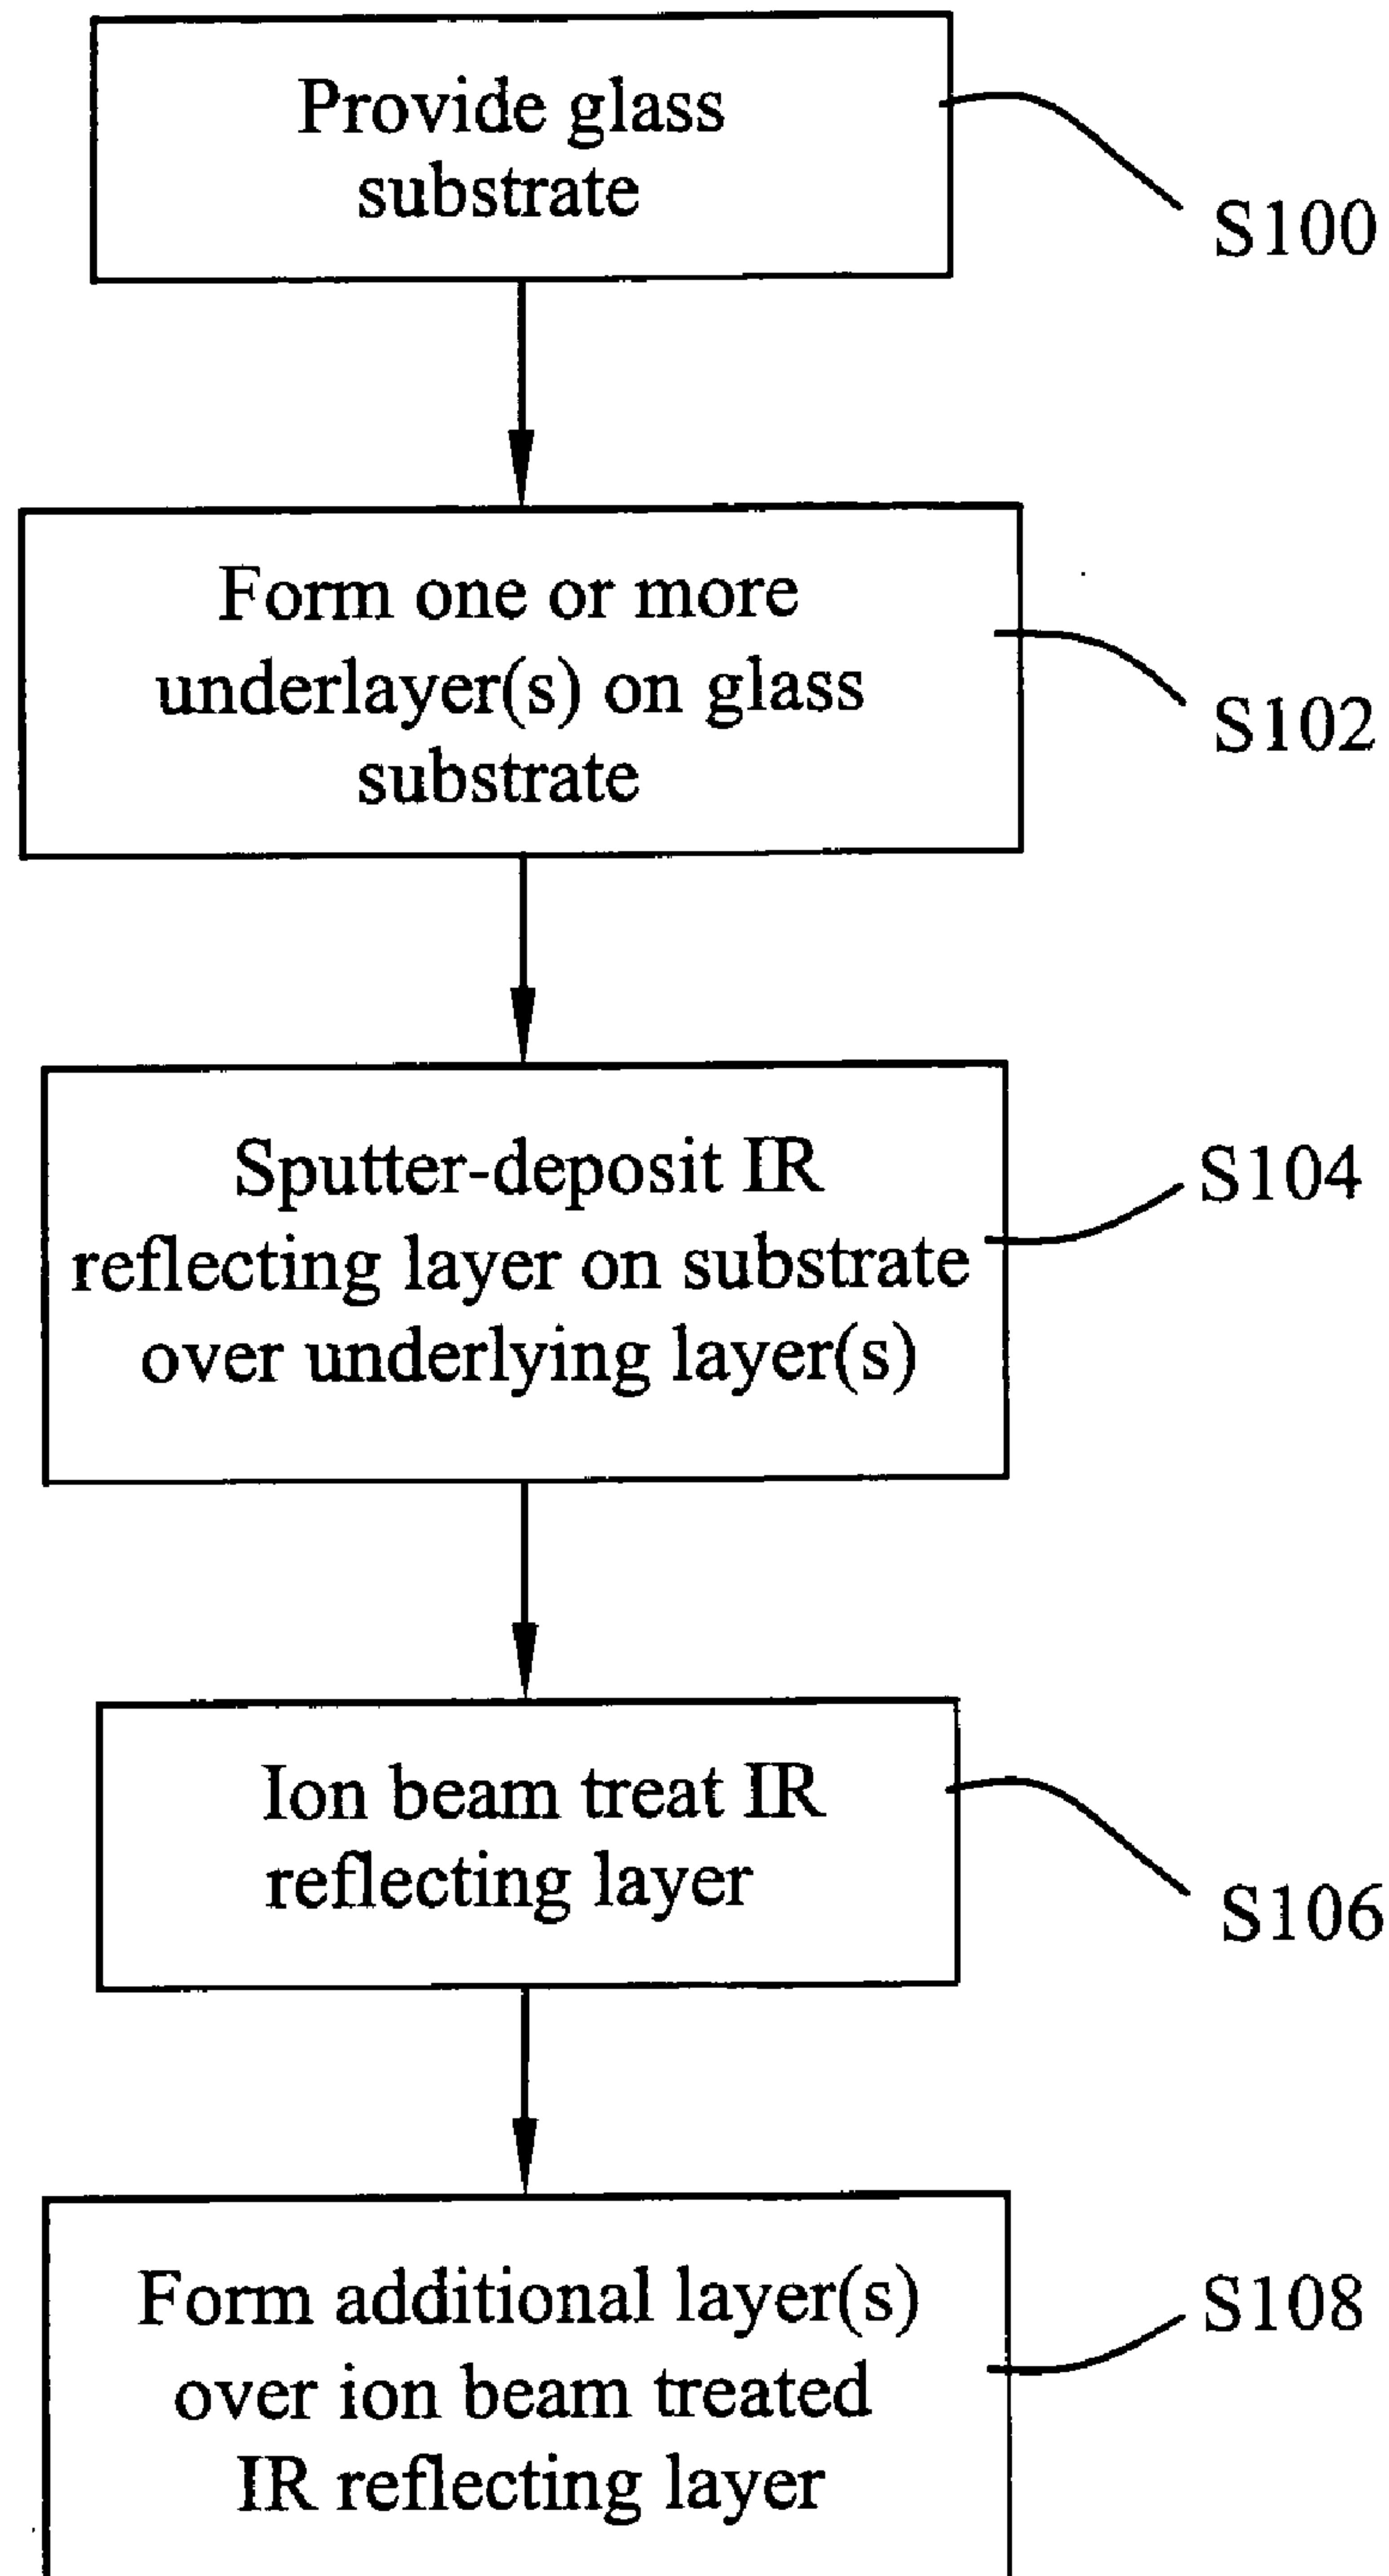 Provide glass
substrate
S100
Form one or more
underlayer(s) on glass
substrate
S102
Sputter-deposit IR
reflecting layer on substrate
over underlying layer(s)
S104
Ion beam treat IR
reflecting layer
S106
Form additional layer(s)
over ion beam treated
IR reflecting layer
S108